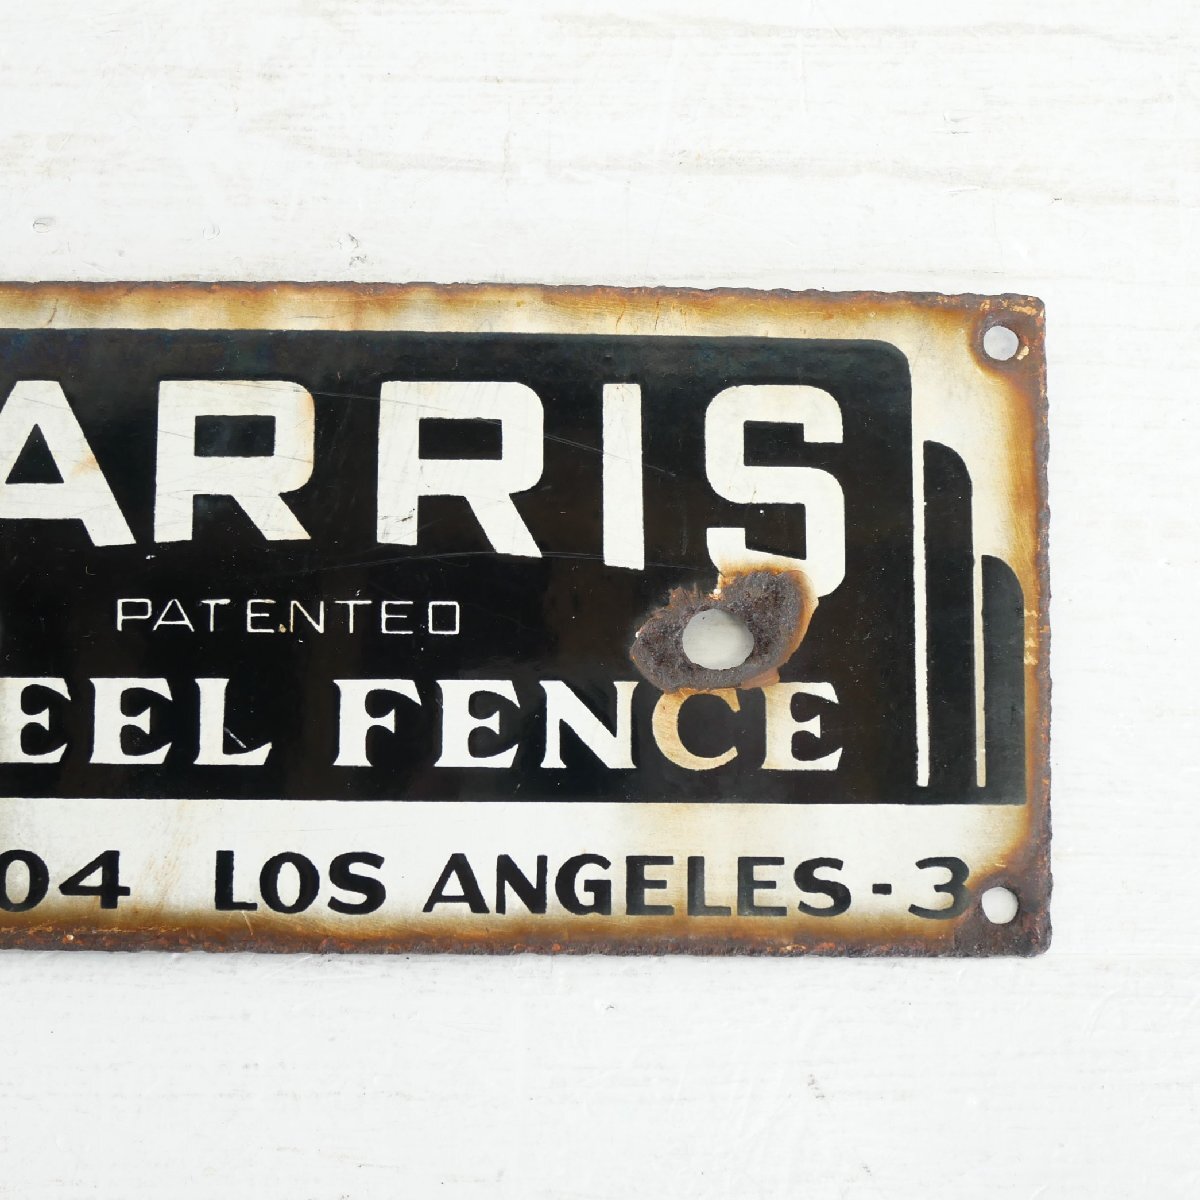 ARRIS
PATENTED
EEL FENCE
04 LOS ANGELES-3